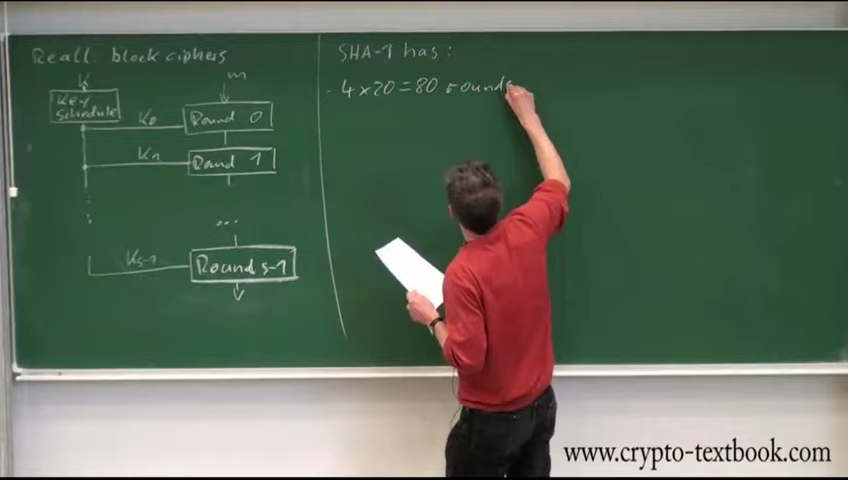 Recall: block ciphers
K
Key
schedule
K0
Kn
Ks-1
m
Round 0
Round 1
...
Round s-1
SHA-1 has:
- 4 x 20 = 80 rounds
www.crypto-textbook.com